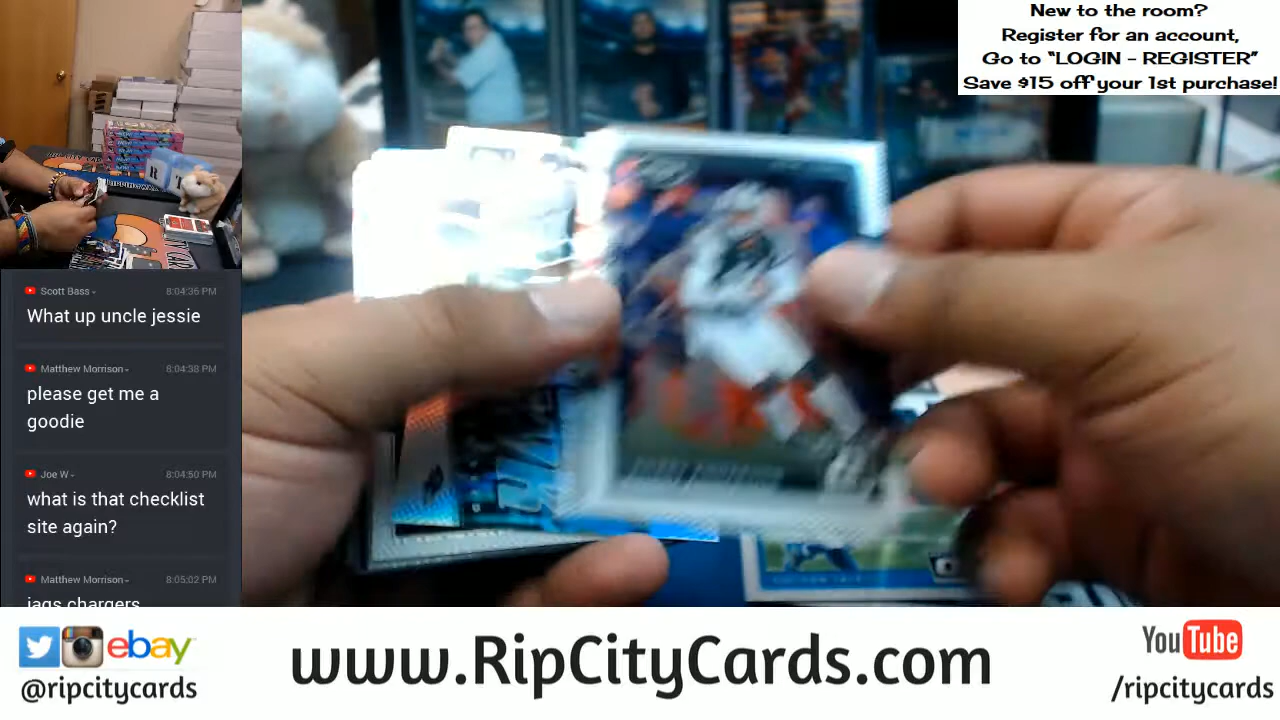 New to the room?
Register for an account,
Go to “LOGIN - REGISTER”
Save $15 off your 1st purchase!
Scott Bass
8:04:36 PM
What up uncle jessie
Matthew Morrison
8:04:38 PM
please get me a
goodie
Joe W
8:04:50 PM
what is that checklist
site again?
Matthew Morrison
8:05:02 PM
jags chargers
ebay
@ripcitycards
www.RipCityCards.com
YouTube
/ripcitycards